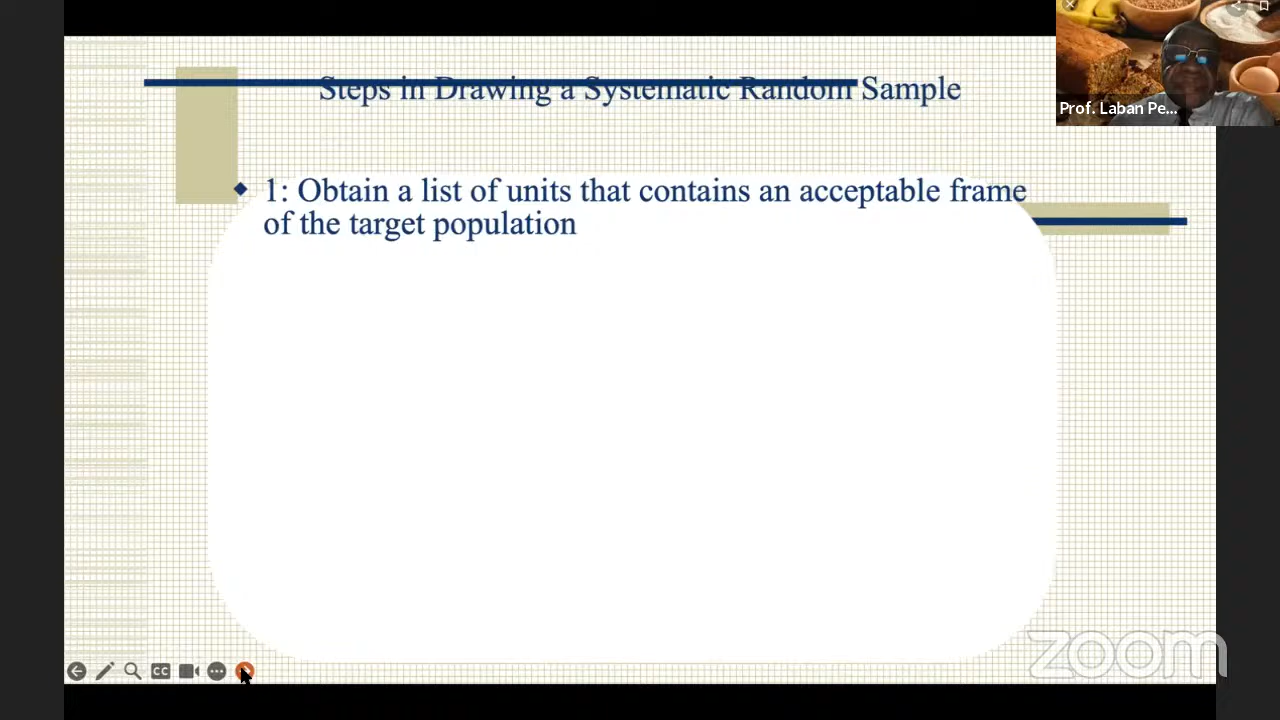 Steps in Drawing a Systematic Random Sample
Prof. Laban Pe...
1: Obtain a list of units that contains an acceptable frame
of the target population
CC
zoom